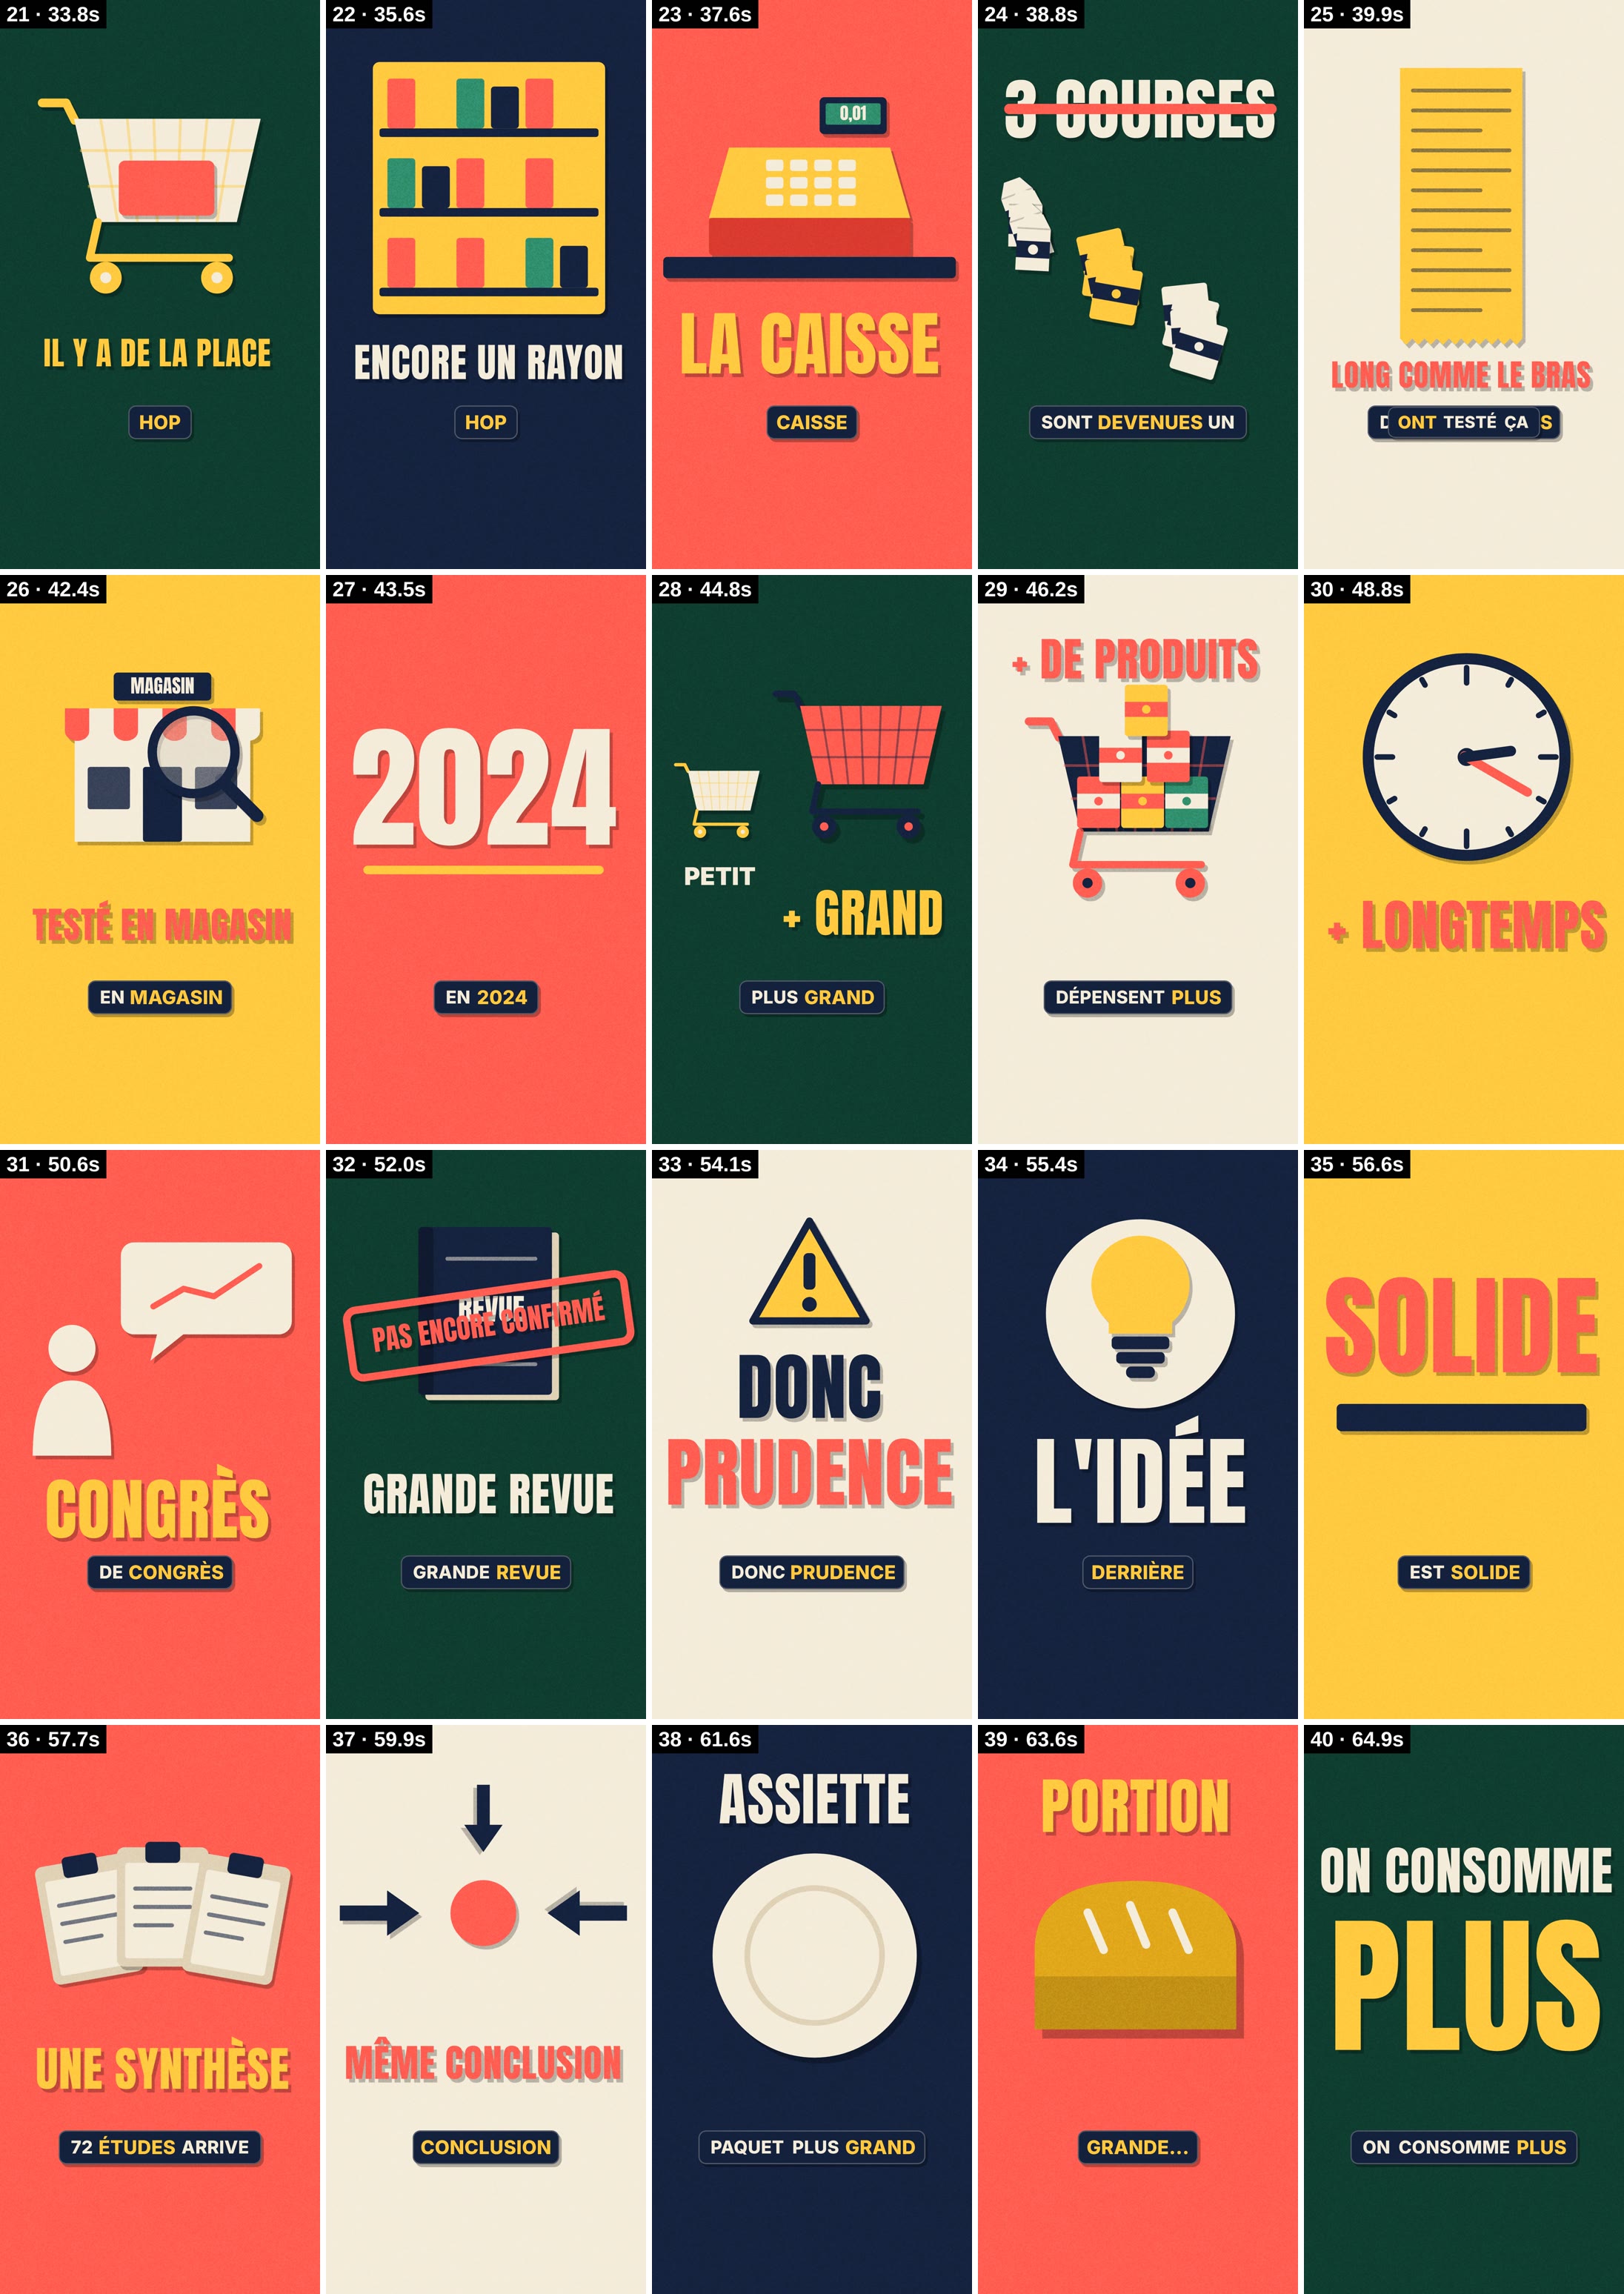 21 · 33.8s
IL Y A DE LA PLACE
HOP
22 · 35.6s
ENCORE UN RAYON
HOP
23 · 37.6s
0,01
LA CAISSE
CAISSE
24 · 38.8s
3 COURSES
SONT DEVENUES UN
25 · 39.9s
LONG COMME LE BRAS
ONT TESTÉ ÇA
26 · 42.4s
MAGASIN
TESTÉ EN MAGASIN
EN MAGASIN
27 · 43.5s
2024
EN 2024
28 · 44.8s
PETIT
+ GRAND
PLUS GRAND
29 · 46.2s
+ DE PRODUITS
DÉPENSENT PLUS
30 · 48.8s
+ LONGTEMPS
31 · 50.6s
CONGRÈS
DE CONGRÈS
32 · 52.0s
REVUE
PAS ENCORE CONFIRMÉ
GRANDE REVUE
GRANDE REVUE
33 · 54.1s
DONC
PRUDENCE
DONC PRUDENCE
34 · 55.4s
L'IDÉE
DERRIÈRE
35 · 56.6s
SOLIDE
EST SOLIDE
36 · 57.7s
UNE SYNTHÈSE
72 ÉTUDES ARRIVE
37 · 59.9s
MÊME CONCLUSION
CONCLUSION
38 · 61.6s
ASSIETTE
PAQUET PLUS GRAND
39 · 63.6s
PORTION
GRANDE...
40 · 64.9s
ON CONSOMME
PLUS
ON CONSOMME PLUS